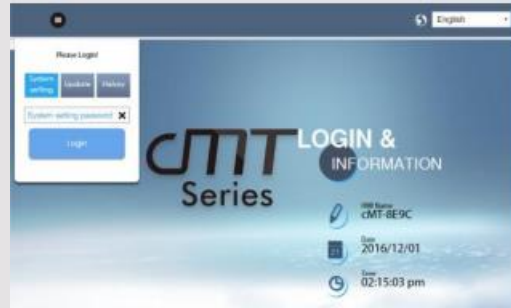 English
Please Login!
System setting
Update
History
System setting password
Login
cMT
Series
LOGIN &
INFORMATION
HMI Name
cMT-8E9C
Date
2016/12/01
Time
02:15:03 pm